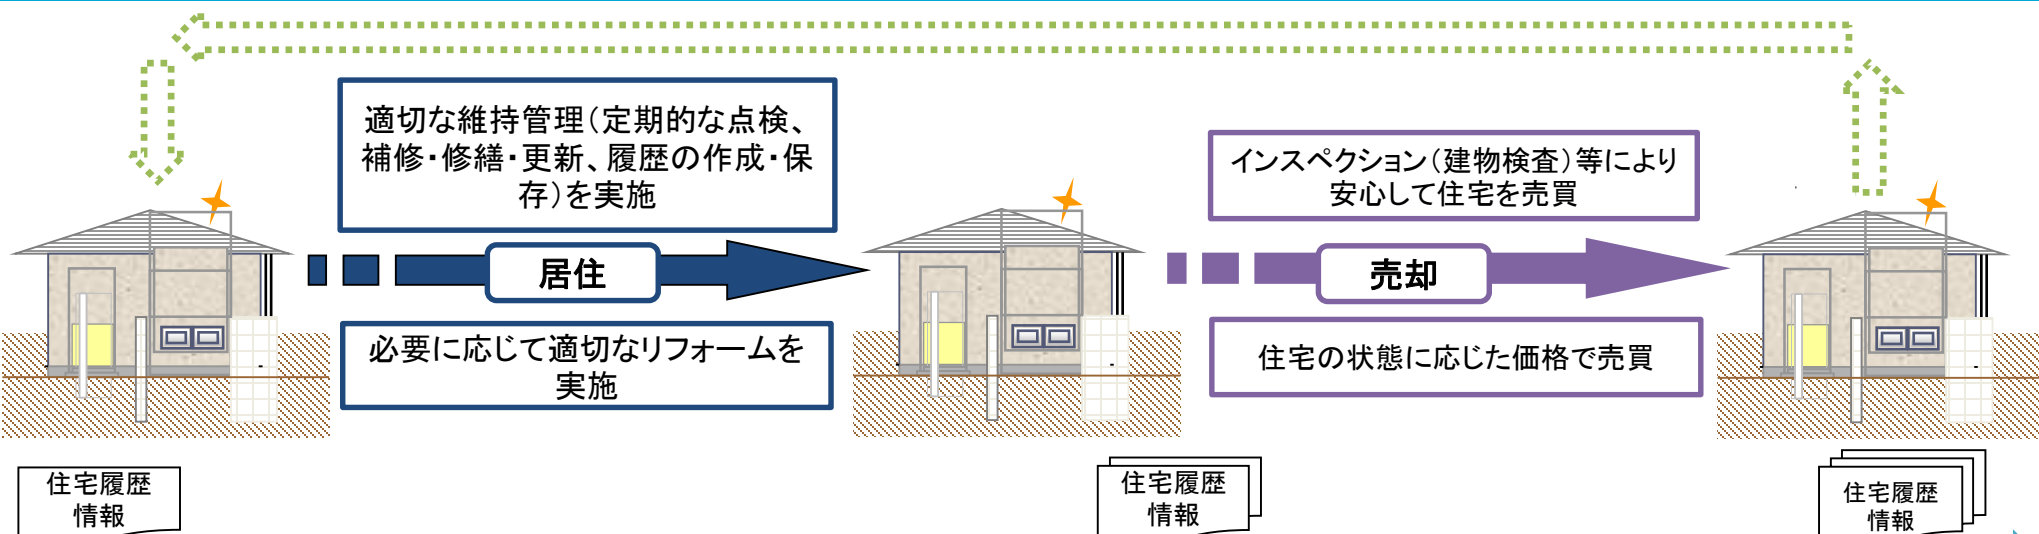 適切な維持管理（定期的な点検、
補修・修繕・更新、履歴の作成・保
存）を実施
居住
必要に応じて適切なリフォームを
実施
インスペクション（建物検査）等により
安心して住宅を売買
売却
住宅の状態に応じた価格で売買
住宅履歴
情報
住宅履歴
情報
住宅履歴
情報